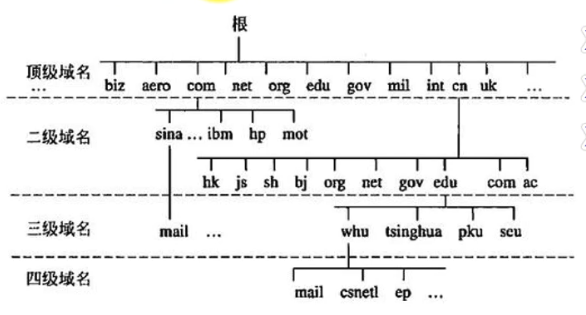 根
顶级域名
... biz aero com net org edu gov mil int cn uk ...
二级域名 sina ... ibm hp mot
hk js sh bj org net gov edu com ac
三级域名 mail ... whu tsinghua pku scu
四级域名 mail csnetl ep ...